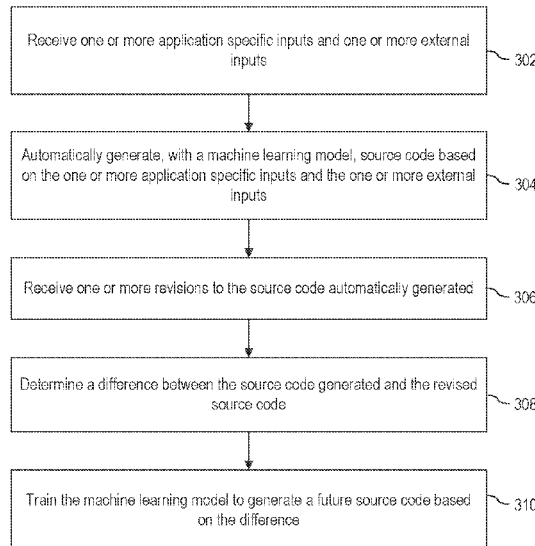 Receive one or more application specific inputs and one or more external
inputs
302
Automatically generate, with a machine learning model, source code based
on the one or more application specific inputs and the one or more external
inputs
304
Receive one or more revisions to the source code automatically generated
306
Determine a difference between the source code generated and the revised
source code
308
Train the machine learning model to generate a future source code based
on the difference
310